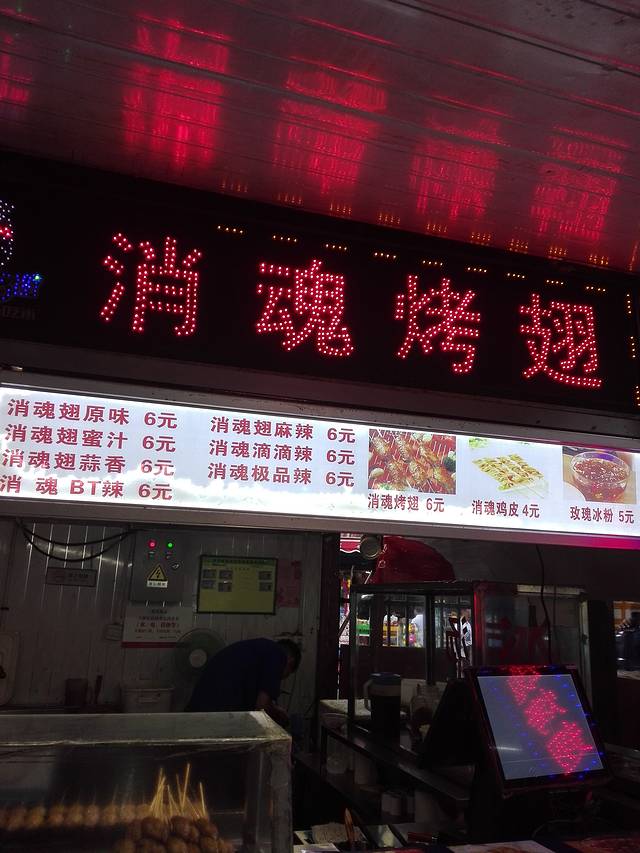 消魂烤翅
消魂翅原味 6元
消魂翅蜜汁 6元
消魂翅蒜香 6元
消魂BT辣 6元
消魂翅麻辣 6元
消魂滴滴辣 6元
消魂极品辣 6元
消魂烤翅 6元
消魂鸡皮 4元
玫瑰冰粉 5元